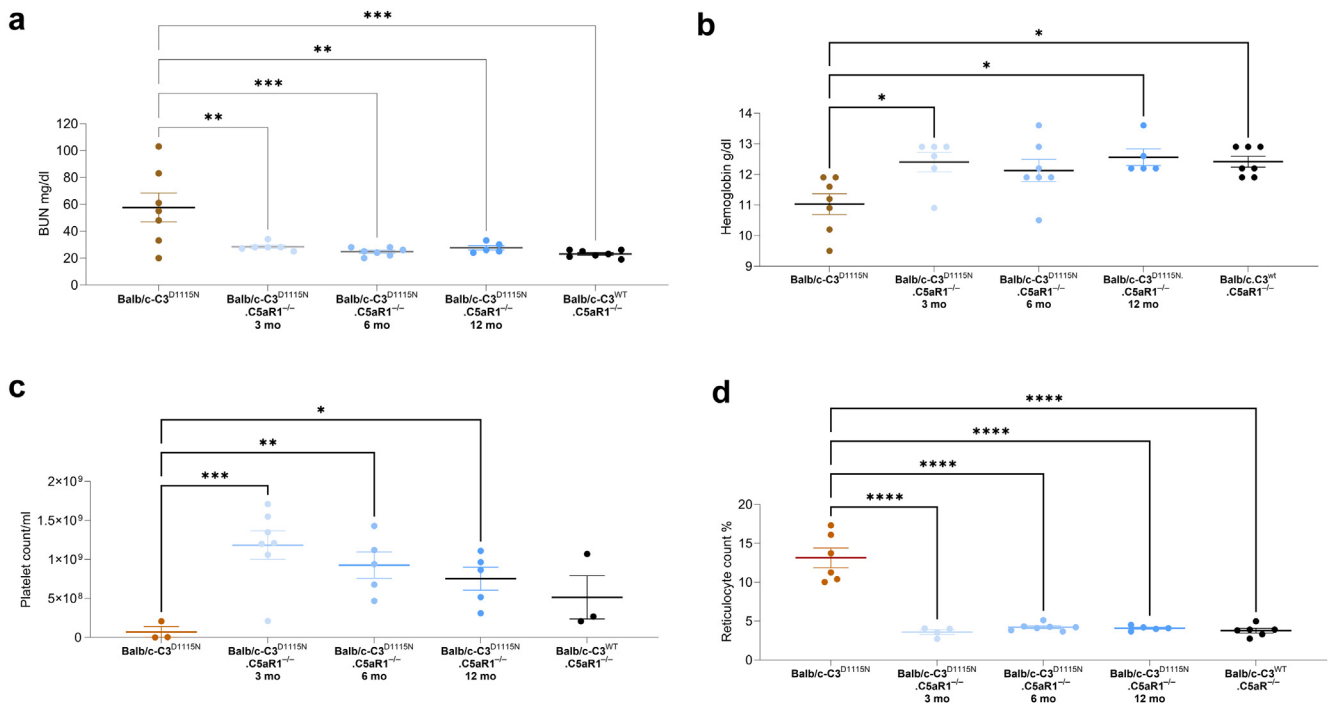 a
***
**
***
**
120
100
80
60
40
20
0
BUN mg/dl
Balb/c-C3D1115N
Balb/c-C3D1115N
.C5aR1−/−
3 mo
Balb/c-C3D1115N
.C5aR1−/−
6 mo
Balb/c-C3D1115N
.C5aR1−/−
12 mo
Balb/c-C3WT
.C5aR1−/−
b
*
*
*
14
13
12
11
10
9
Hemoglobin g/dl
Balb/c-C3D1115N
Balb/c-C3D1115N
.C5aR1−/−
3 mo
Balb/c-C3D1115N
.C5aR1−/−
6 mo
Balb/c-C3D1115N.
.C5aR1−/−
12 mo
Balb/c.C3wt
.C5aR1−/−
c
*
**
***
2×10⁹
1.5×10⁹
1×10⁹
5×10⁸
0
Platelet count/ml
Balb/c-C3D1115N
Balb/c-C3D1115N
.C5aR1−/−
3 mo
Balb/c-C3D1115N
.C5aR1−/−
6 mo
Balb/c-C3D1115N
.C5aR1−/−
12 mo
Balb/c-C3WT
.C5aR1−/−
d
****
****
****
****
20
15
10
5
0
Reticulocyte count %
Balb/c-C3D1115N
Balb/c-C3D1115N
.C5aR1−/−
3 mo
Balb/c-C3D1115N
.C5aR1−/−
6 mo
Balb/c-C3D1115N
.C5aR1−/−
12 mo
Balb/c-C3WT
.C5aR−/−